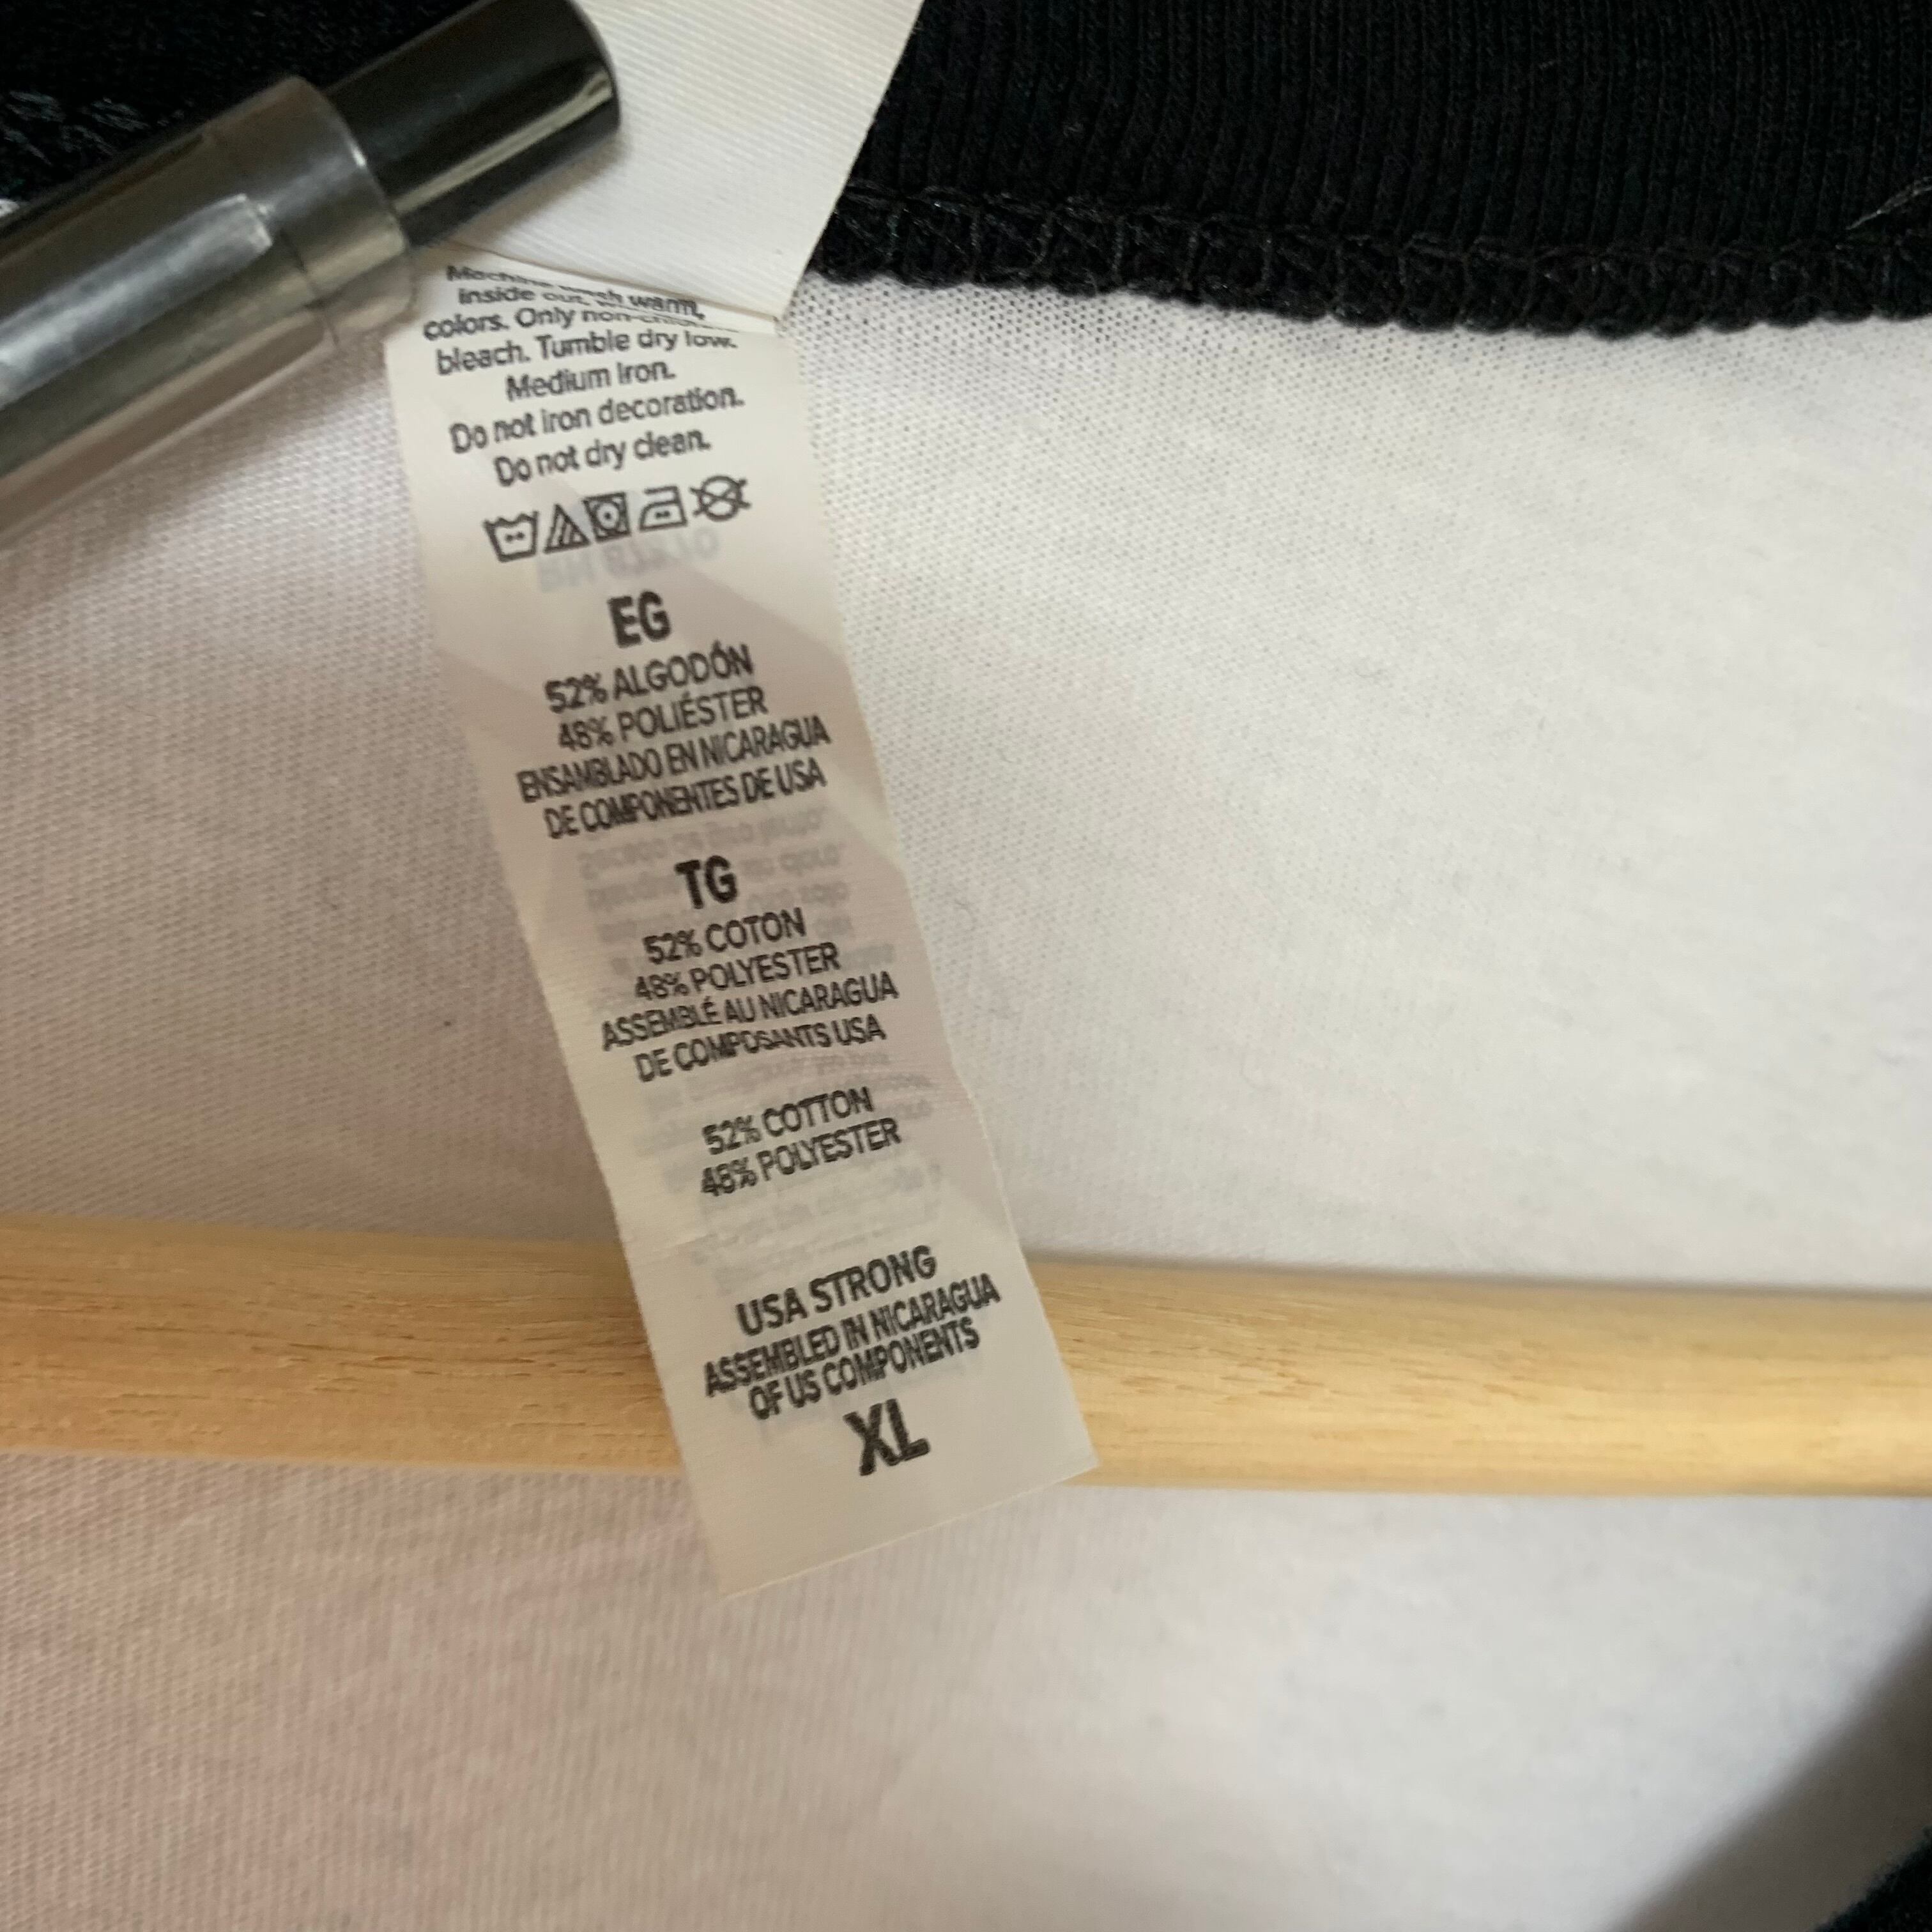 Machine wash warm,
inside out,
colors. Only non-chlorine
bleach. Tumble dry low.
Medium iron.
Do not iron decoration.
Do not dry clean.
EG
52% ALGODÓN
48% POLIÉSTER
ENSAMBLADO EN NICARAGUA
DE COMPONENTES DE USA
TG
52% COTON
48% POLYESTER
ASSEMBLÉ AU NICARAGUA
DE COMPOSANTS USA
52% COTTON
48% POLYESTER
USA STRONG
ASSEMBLED IN NICARAGUA
OF US COMPONENTS
XL